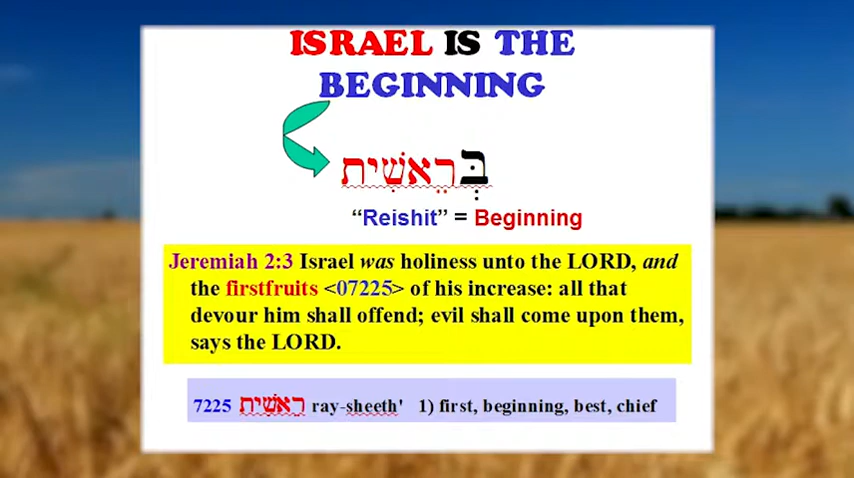 ISRAEL IS THE
BEGINNING
בְּרֵאשִׁית
“Reishit” = Beginning
Jeremiah 2:3 Israel was holiness unto the LORD, and
the firstfruits <07225> of his increase: all that
devour him shall offend; evil shall come upon them,
says the LORD.
7225 רֵאשִׁית ray-sheeth' 1) first, beginning, best, chief